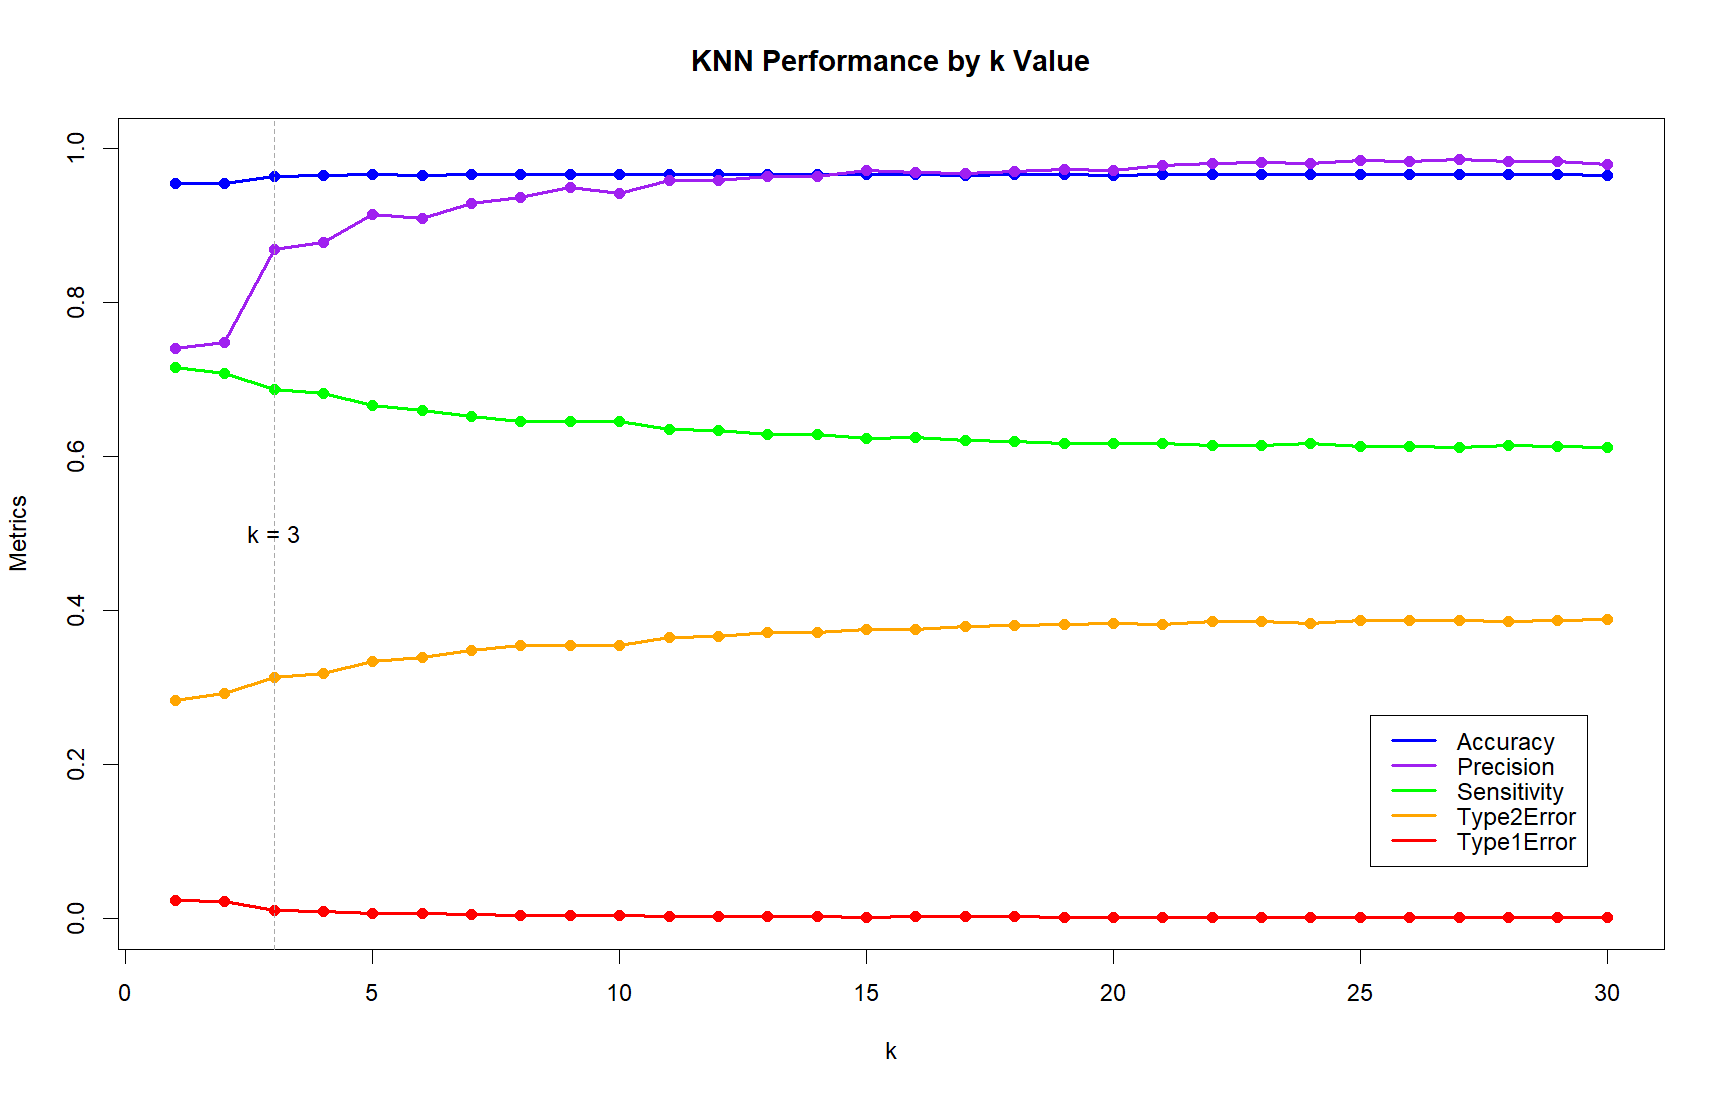 KNN Performance by k Value
Metrics
1.0
0.8
0.6
0.4
0.2
0.0
k = 3
Accuracy
Precision
Sensitivity
Type2Error
Type1Error
0 5 10 15 20 25 30
k